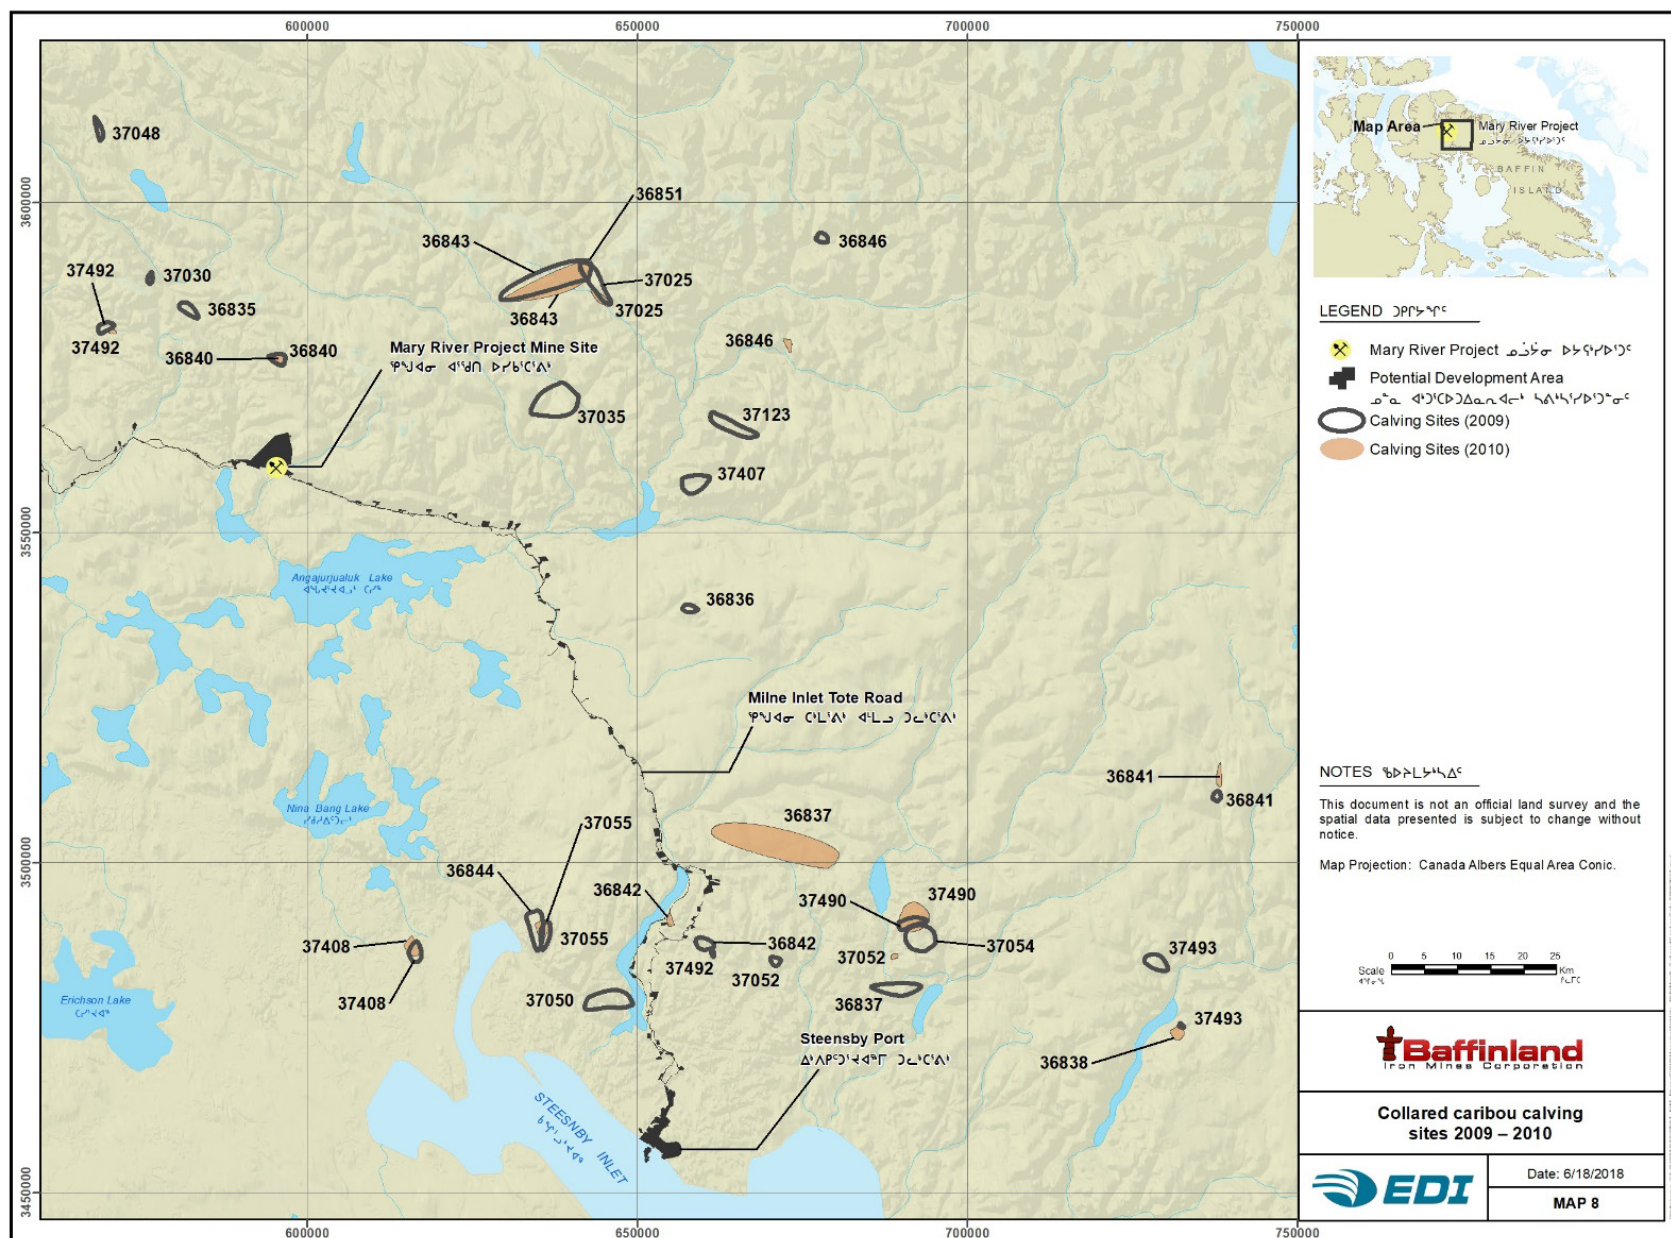 600000
650000
700000
750000
3600000
3550000
3500000
3450000
37048
36851
36843
36846
37492
37030
37025
36835
37025
36843
37492
36840
36840
36846
Mary River Project Mine Site
37035
37123
37407
Angajurjualuk Lake
36836
Milne Inlet Tote Road
36841
36841
Nina Bang Lake
36837
37055
36844
36842
37490
37490
37408
37055
36842
37054
37493
37492
37052
37052
37408
37050
36837
Erichson Lake
37493
Steensby Port
36838
STEESNBY INLET
600000
650000
700000
750000
Map Area
Mary River Project
BAFFIN
ISLAND
LEGEND
Mary River Project
Potential Development Area
Calving Sites (2009)
Calving Sites (2010)
NOTES
This document is not an official land survey and the
spatial data presented is subject to change without
notice.
Map Projection: Canada Albers Equal Area Conic.
Scale
0 5 10 15 20 25
Km
Baffinland
Iron Mines Corporation
Collared caribou calving
sites 2009 – 2010
EDI
Date: 6/18/2018
MAP 8